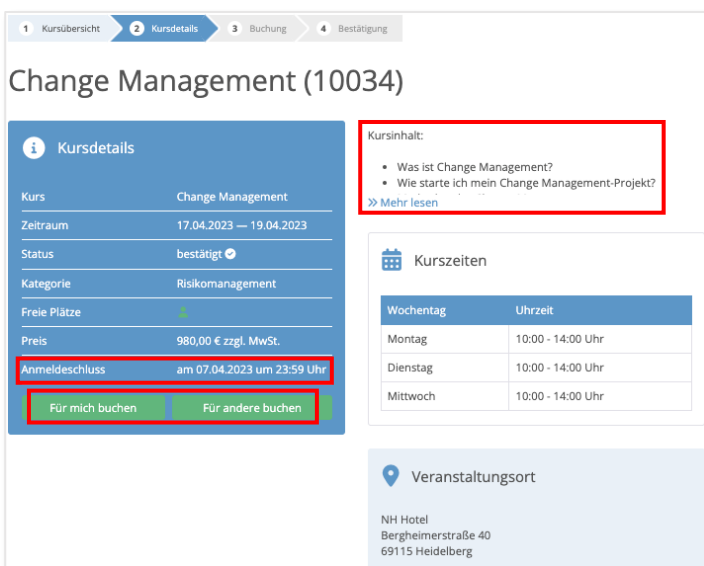 1 Kursübersicht 2 Kursdetails 3 Buchung 4 Bestätigung
Change Management (10034)
i Kursdetails
Kurs Change Management
Zeitraum 17.04.2023 — 19.04.2023
Status bestätigt
Kategorie Risikomanagement
Freie Plätze
Preis 980,00 € zzgl. MwSt.
Anmeldeschluss am 07.04.2023 um 23:59 Uhr
Für mich buchen Für andere buchen
Kursinhalt:
• Was ist Change Management?
• Wie starte ich mein Change Management-Projekt?
Mehr lesen
Kurszeiten
Wochentag Uhrzeit
Montag 10:00 - 14:00 Uhr
Dienstag 10:00 - 14:00 Uhr
Mittwoch 10:00 - 14:00 Uhr
Veranstaltungsort
NH Hotel
Bergheimerstraße 40
69115 Heidelberg